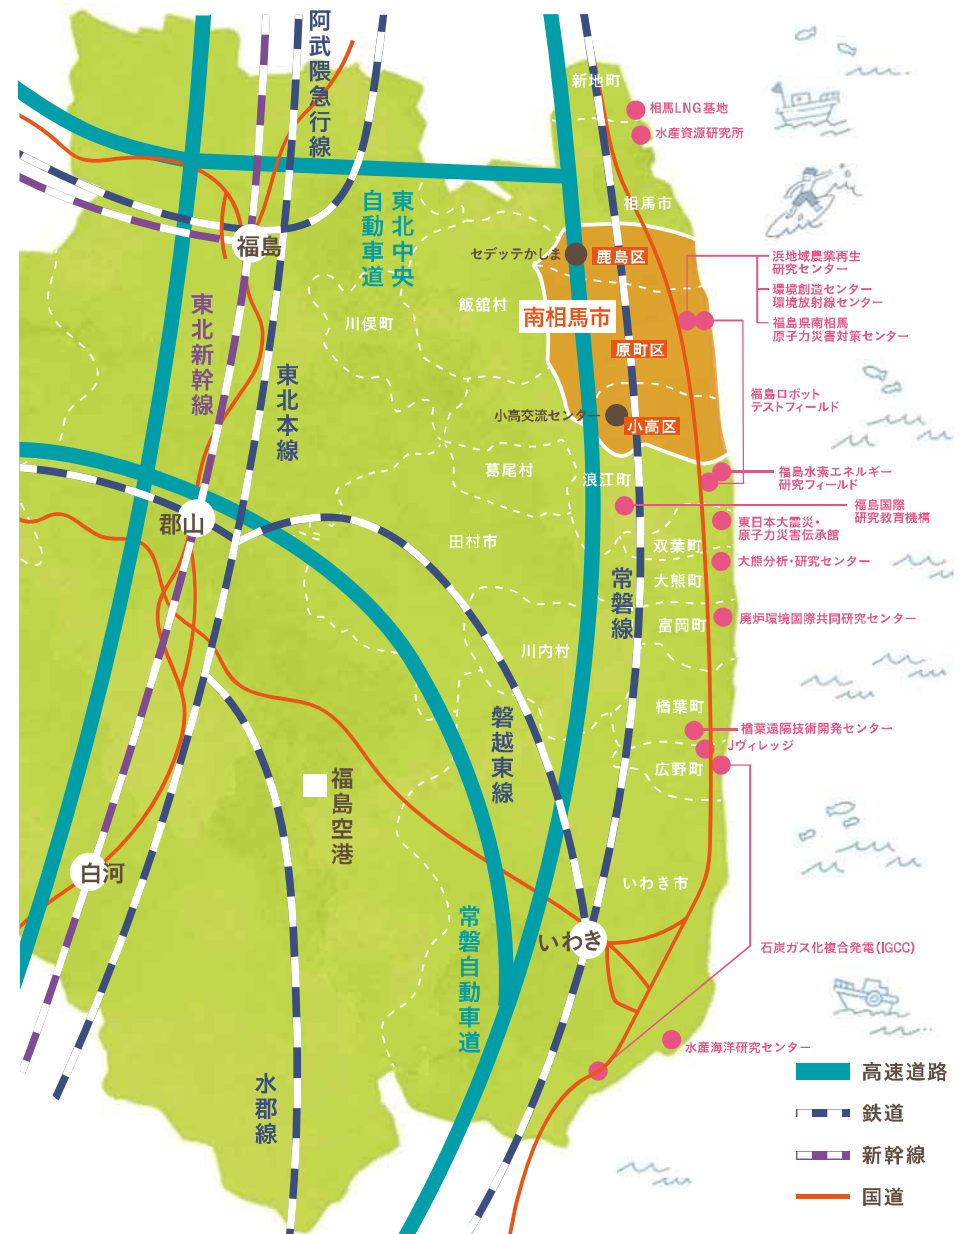 阿武隈急行線
新地町
相馬LNG基地
水産資源研究所
相馬市
東北中央
自動車道
福島
セデッテかしま
鹿島区
浜地域農業再生
研究センター
環境創造センター
環境放射線センター
福島県南相馬
原子力災害対策センター
飯舘村
川俣町
南相馬市
東北新幹線
原町区
東北本線
福島ロボット
テストフィールド
小高交流センター
小高区
葛尾村
浪江町
福島水素エネルギー
研究フィールド
福島国際
研究教育機構
郡山
東日本大震災・
原子力災害伝承館
田村市
双葉町
大熊分析・研究センター
大熊町
常磐線
富岡町
廃炉環境国際共同研究センター
川内村
楢葉町
磐越東線
楢葉遠隔技術開発センター
Jヴィレッジ
広野町
福島空港
白河
いわき市
常磐自動車道
いわき
石炭ガス化複合発電(IGCC)
水産海洋研究センター
水郡線
高速道路
鉄道
新幹線
国道